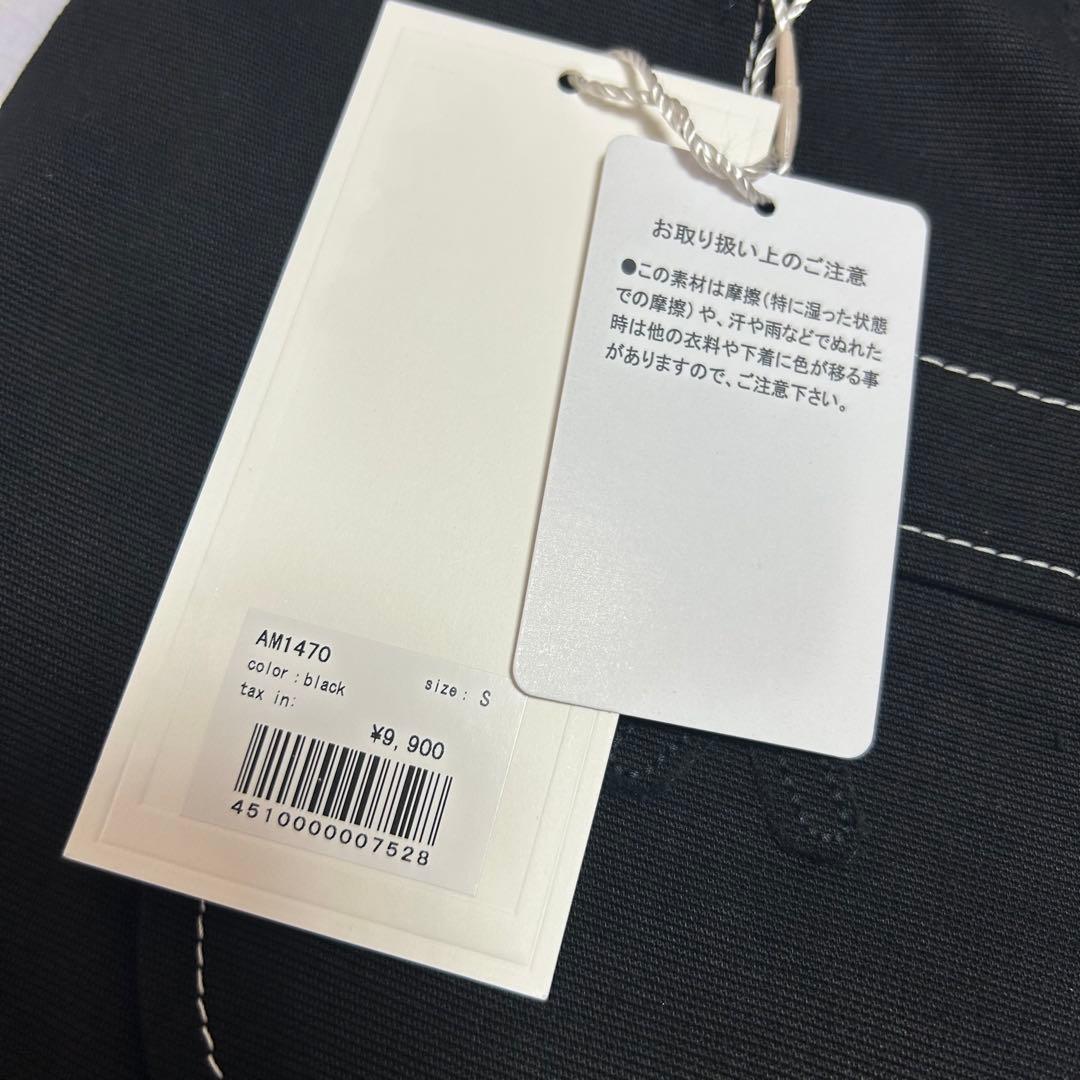 お取り扱い上のご注意
●この素材は摩擦（特に湿った状態
での摩擦）や、汗や雨などでぬれた
時は他の衣料や下着に色が移る事
がありますので、ご注意下さい。
AM1470
color : black size : S
tax in:
¥9,900
4510000007528